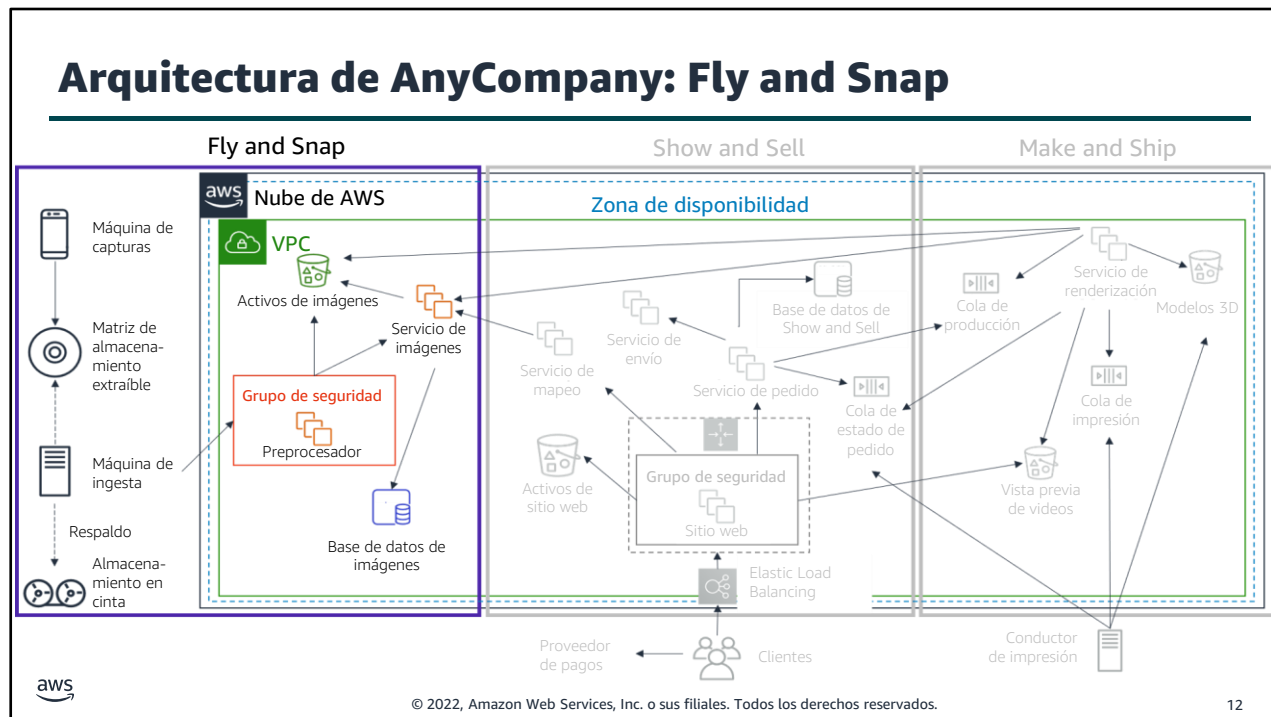 Arquitectura de AnyCompany: Fly and Snap
Fly and Snap
Show and Sell
Make and Ship
aws
Nube de AWS
Zona de disponibilidad
VPC
Máquina de
capturas
Matriz de
almacena-
miento
extraíble
Máquina de
ingesta
Respaldo
Almacena-
miento en
cinta
Activos de imágenes
Servicio de
imágenes
Grupo de seguridad
Preprocesador
Base de datos de
imágenes
Servicio de
mapeo
Servicio de
envío
Base de datos de
Show and Sell
Servicio de pedido
Cola de
estado de
pedido
Activos de
sitio web
Grupo de seguridad
Sitio web
Elastic Load
Balancing
Proveedor
de pagos
Clientes
Cola de
producción
Servicio de
renderización
Modelos 3D
Cola de
impresión
Vista previa
de videos
Conductor
de impresión
aws
© 2022, Amazon Web Services, Inc. o sus filiales. Todos los derechos reservados.
12